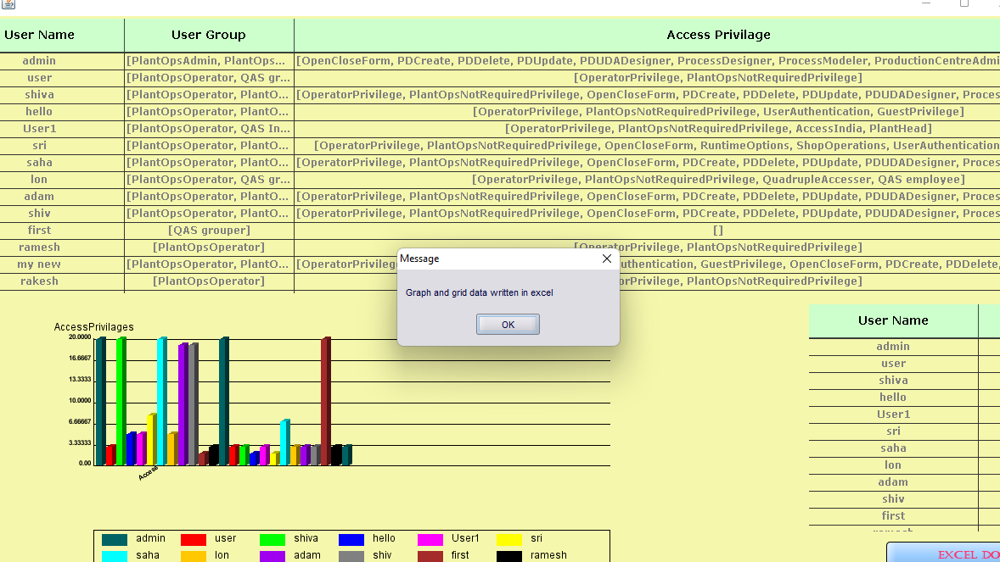 Access Privilage
User Name User Group
admin [PlantOpsAdmin, PlantOps... [OpenCloseForm, PDCreate, PDDelete, PDUpdate, PDUDADesigner, ProcessDesigner, ProcessModeler, ProductionCentreAdmi
user [PlantOpsOperator, QAS gr... [OperatorPrivilege, PlantOpsNotRequiredPrivilege]
shiva [PlantOpsOperator, PlantO... [OperatorPrivilege, PlantOpsNotRequiredPrivilege, OpenCloseForm, PDCreate, PDDelete, PDUpdate, PDUDADesigner, Proces
hello [PlantOpsOperator, PlantO... [OperatorPrivilege, PlantOpsNotRequiredPrivilege, UserAuthentication, GuestPrivilege]
User1 [PlantOpsOperator, QAS In... [OperatorPrivilege, PlantOpsNotRequiredPrivilege, AccessIndia, PlantHead]
sri [PlantOpsOperator, PlantO... [OperatorPrivilege, PlantOpsNotRequiredPrivilege, OpenCloseForm, RuntimeOptions, ShopOperations, UserAuthentication
saha [PlantOpsOperator, PlantO... [OperatorPrivilege, PlantOpsNotRequiredPrivilege, OpenCloseForm, PDCreate, PDDelete, PDUpdate, PDUDADesigner, Proces
lon [PlantOpsOperator, QAS gr... [OperatorPrivilege, PlantOpsNotRequiredPrivilege, QuadrupleAccesser, QAS employee]
adam [PlantOpsOperator, PlantO... [OperatorPrivilege, PlantOpsNotRequiredPrivilege, OpenCloseForm, PDCreate, PDDelete, PDUpdate, PDUDADesigner, Proces
shiv [PlantOpsOperator, PlantO... [OperatorPrivilege, PlantOpsNotRequiredPrivilege, OpenCloseForm, PDCreate, PDDelete, PDUpdate, PDUDADesigner, Proces
first [QAS grouper] []
ramesh [PlantOpsOperator] [OperatorPrivilege, PlantOpsNotRequiredPrivilege]
my new [PlantOpsOperator, PlantO... [OperatorPrivileg uthentication, GuestPrivilege, OpenCloseForm, PDCreate, PDDelete,
rakesh [PlantOpsOperator] PlantOpsNotRequiredPrivilege]
Message
Graph and grid data written in excel
OK
AccessPrivilages
20.0000
16.6667
13.3333
10.0000
6.66667
3.33333
0.00
Access
admin user shiva hello User1 sri
saha lon adam shiv first ramesh
User Name
admin
user
shiva
hello
User1
sri
saha
lon
adam
shiv
first
EXCEL DO